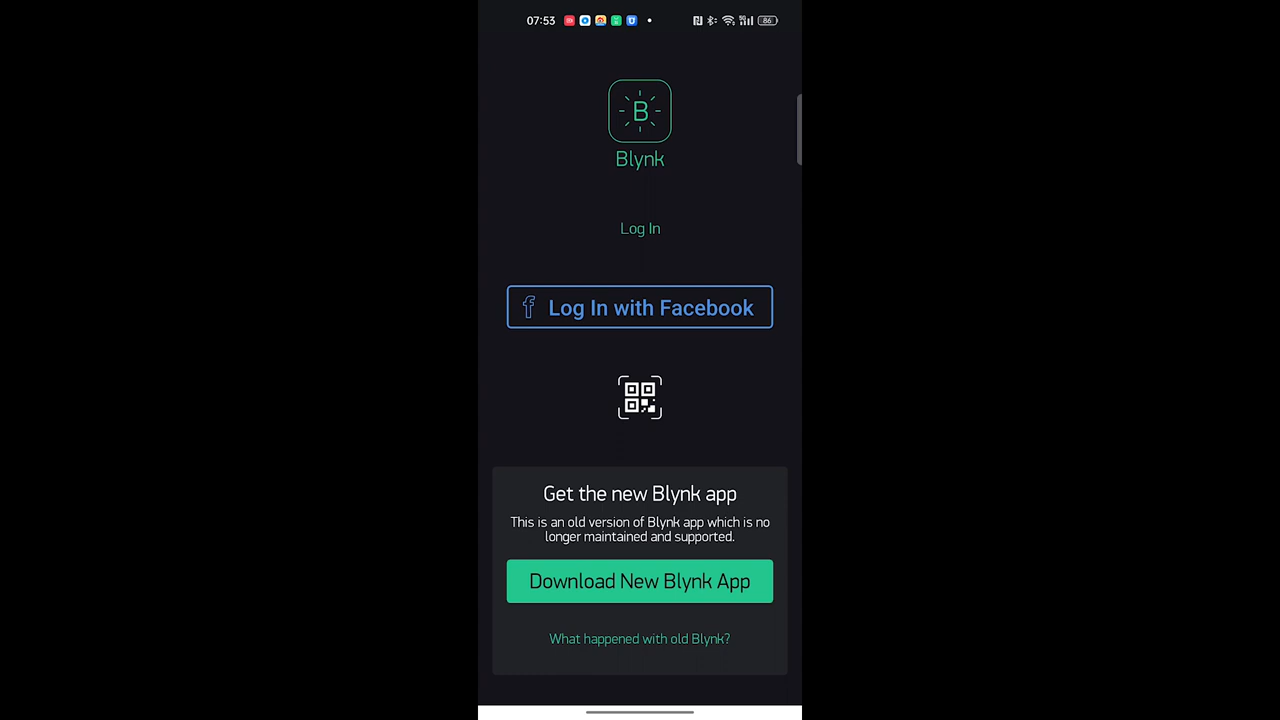 07:53
86
B
Blynk
Log In
f Log In with Facebook
Get the new Blynk app
This is an old version of Blynk app which is no
longer maintained and supported.
Download New Blynk App
What happened with old Blynk?